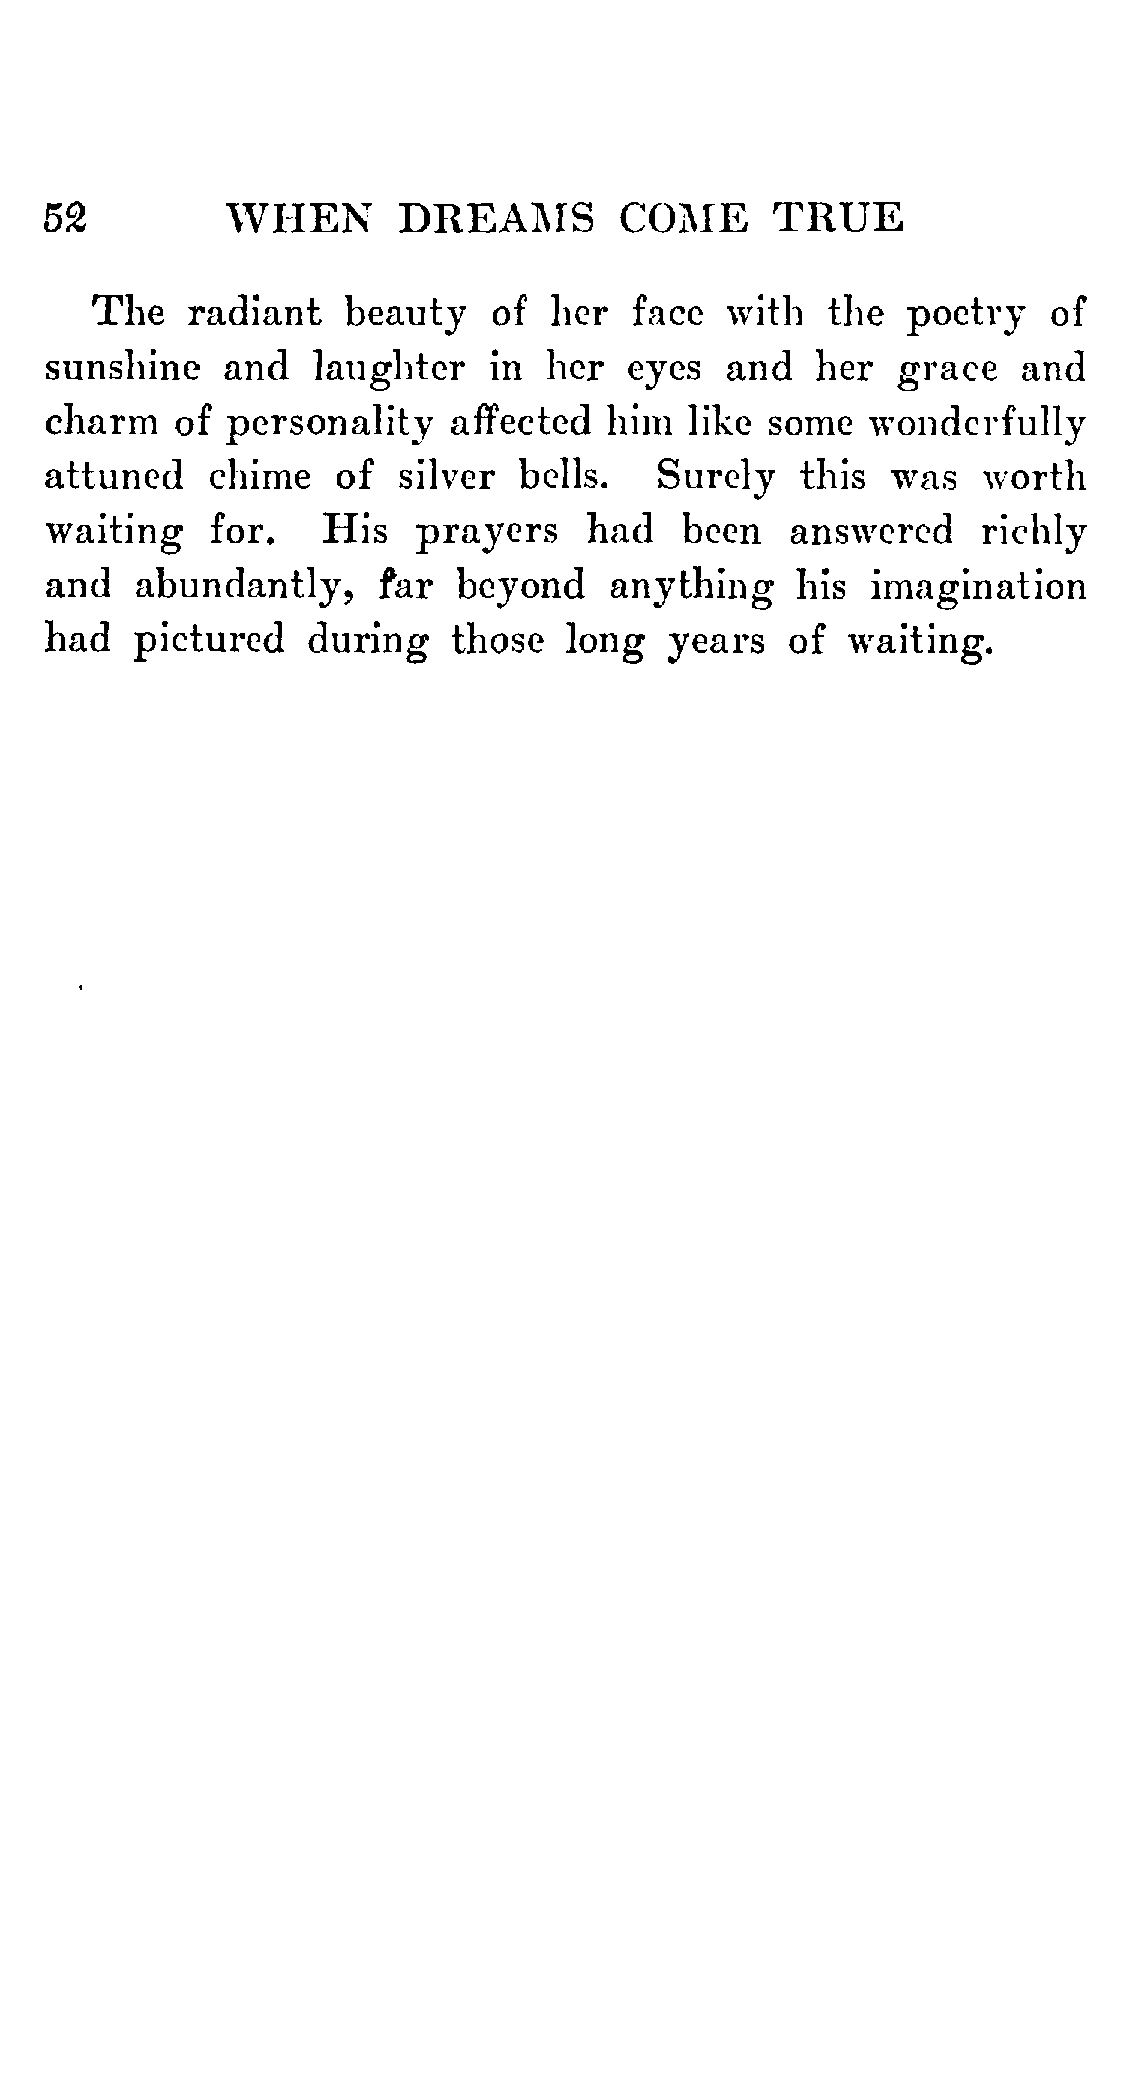 52 WHEN DREAMS COME TRUE
The radiant beauty of her face with the poetry of
sunshine and laughter in her eyes and her grace and
charm of personality affected him like some wonderfully
attuned chime of silver bells. Surely this was worth
waiting for. His prayers had been answered richly
and abundantly, far beyond anything his imagination
had pictured during those long years of waiting.